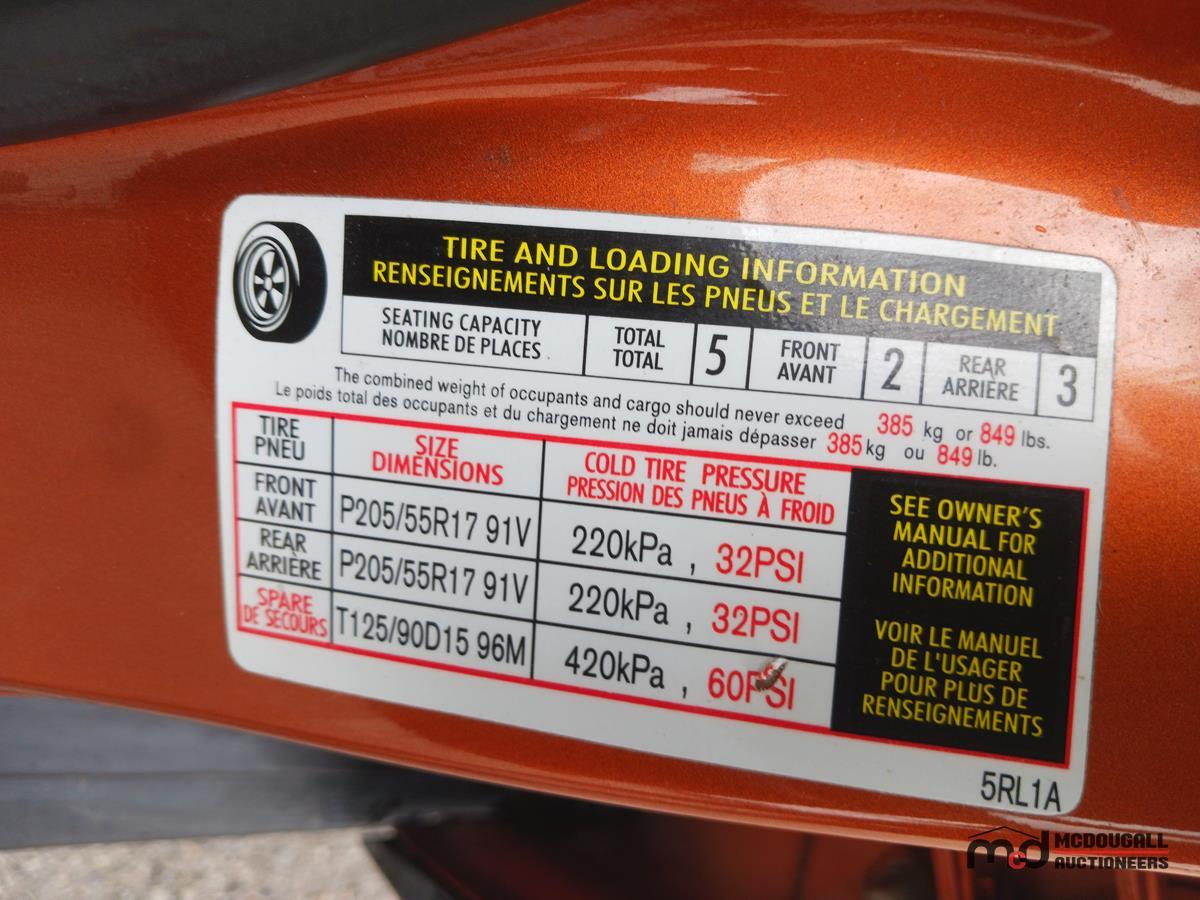 TIRE AND LOADING INFORMATION
RENSEIGNEMENTS SUR LES PNEUS ET LE CHARGEMENT
SEATING CAPACITY
NOMBRE DE PLACES
TOTAL
TOTAL
5
FRONT
AVANT
2
REAR
ARRIÈRE
3
The combined weight of occupants and cargo should never exceed 385 kg or 849 lbs.
Le poids total des occupants et du chargement ne doit jamais dépasser 385 kg ou 849 lb.
TIRE
PNEU
SIZE
DIMENSIONS
COLD TIRE PRESSURE
PRESSION DES PNEUS À FROID
FRONT
AVANT
P205/55R17 91V
220kPa , 32PSI
REAR
ARRIÈRE
P205/55R17 91V
220kPa , 32PSI
SPARE
DE SECOURS
T125/90D15 96M
420kPa , 60PSI
SEE OWNER'S
MANUAL FOR
ADDITIONAL
INFORMATION
VOIR LE MANUEL
DE L'USAGER
POUR PLUS DE
RENSEIGNEMENTS
5RL1A
mcd MCDOUGALL
AUCTIONEERS